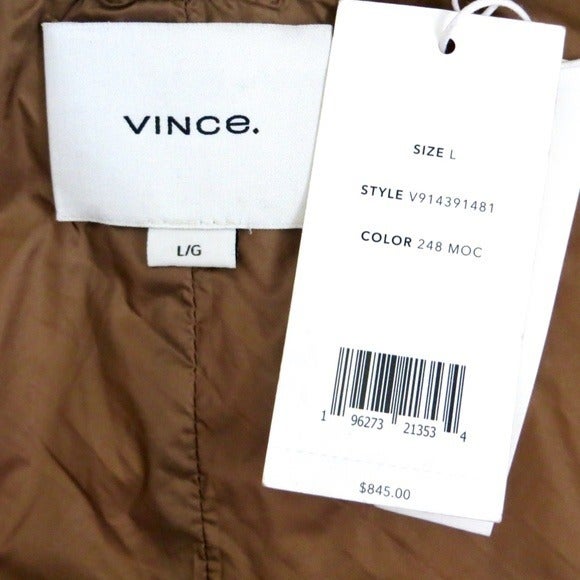 VINCE.
L/G
SIZE L
STYLE V914391481
COLOR 248 MOC
1 96273 21353 4
$845.00